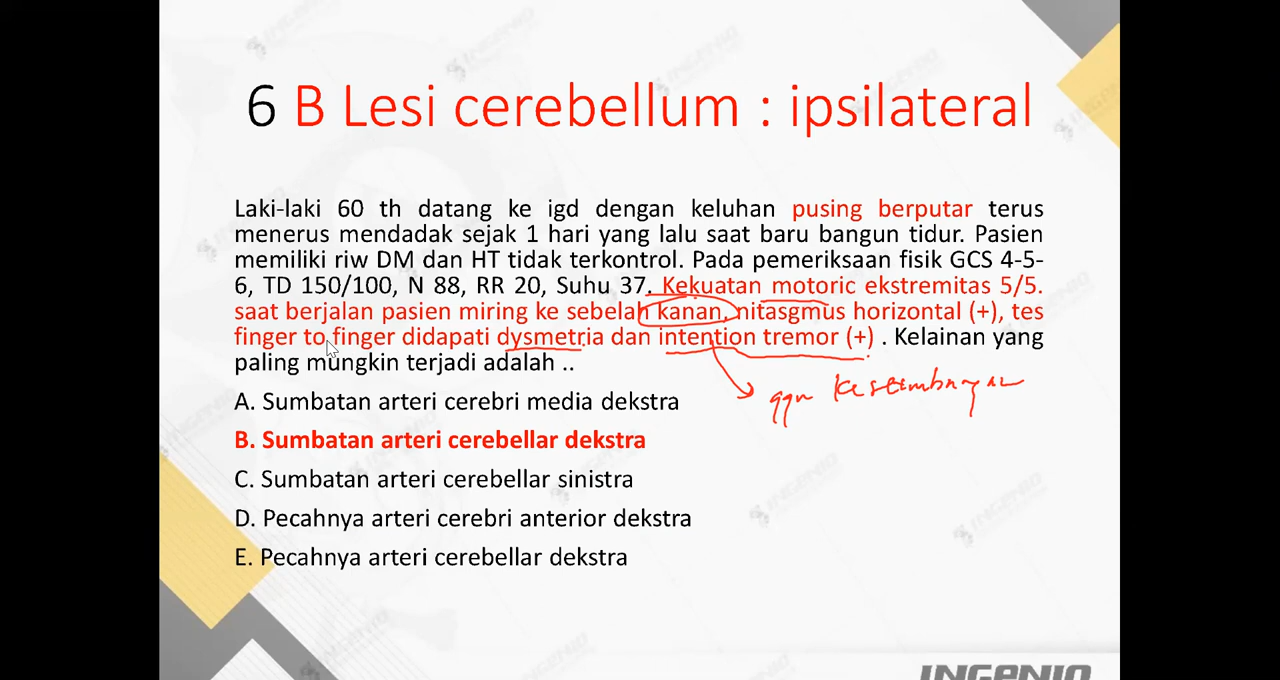 6 B Lesi cerebellum : ipsilateral
Laki-laki 60 th datang ke igd dengan keluhan pusing berputar terus
menerus mendadak sejak 1 hari yang lalu saat baru bangun tidur. Pasien
memiliki riw DM dan HT tidak terkontrol. Pada pemeriksaan fisik GCS 4-5-
6, TD 150/100, N 88, RR 20, Suhu 37. Kekuatan motoric ekstremitas 5/5.
saat berjalan pasien miring ke sebelah kanan, nitasgmus horizontal (+), tes
finger to finger didapati dysmetria dan intention tremor (+) . Kelainan yang
paling mungkin terjadi adalah ..
ggn keseimbangan
A. Sumbatan arteri cerebri media dekstra
B. Sumbatan arteri cerebellar dekstra
C. Sumbatan arteri cerebellar sinistra
D. Pecahnya arteri cerebri anterior dekstra
E. Pecahnya arteri cerebellar dekstra
INGENIO